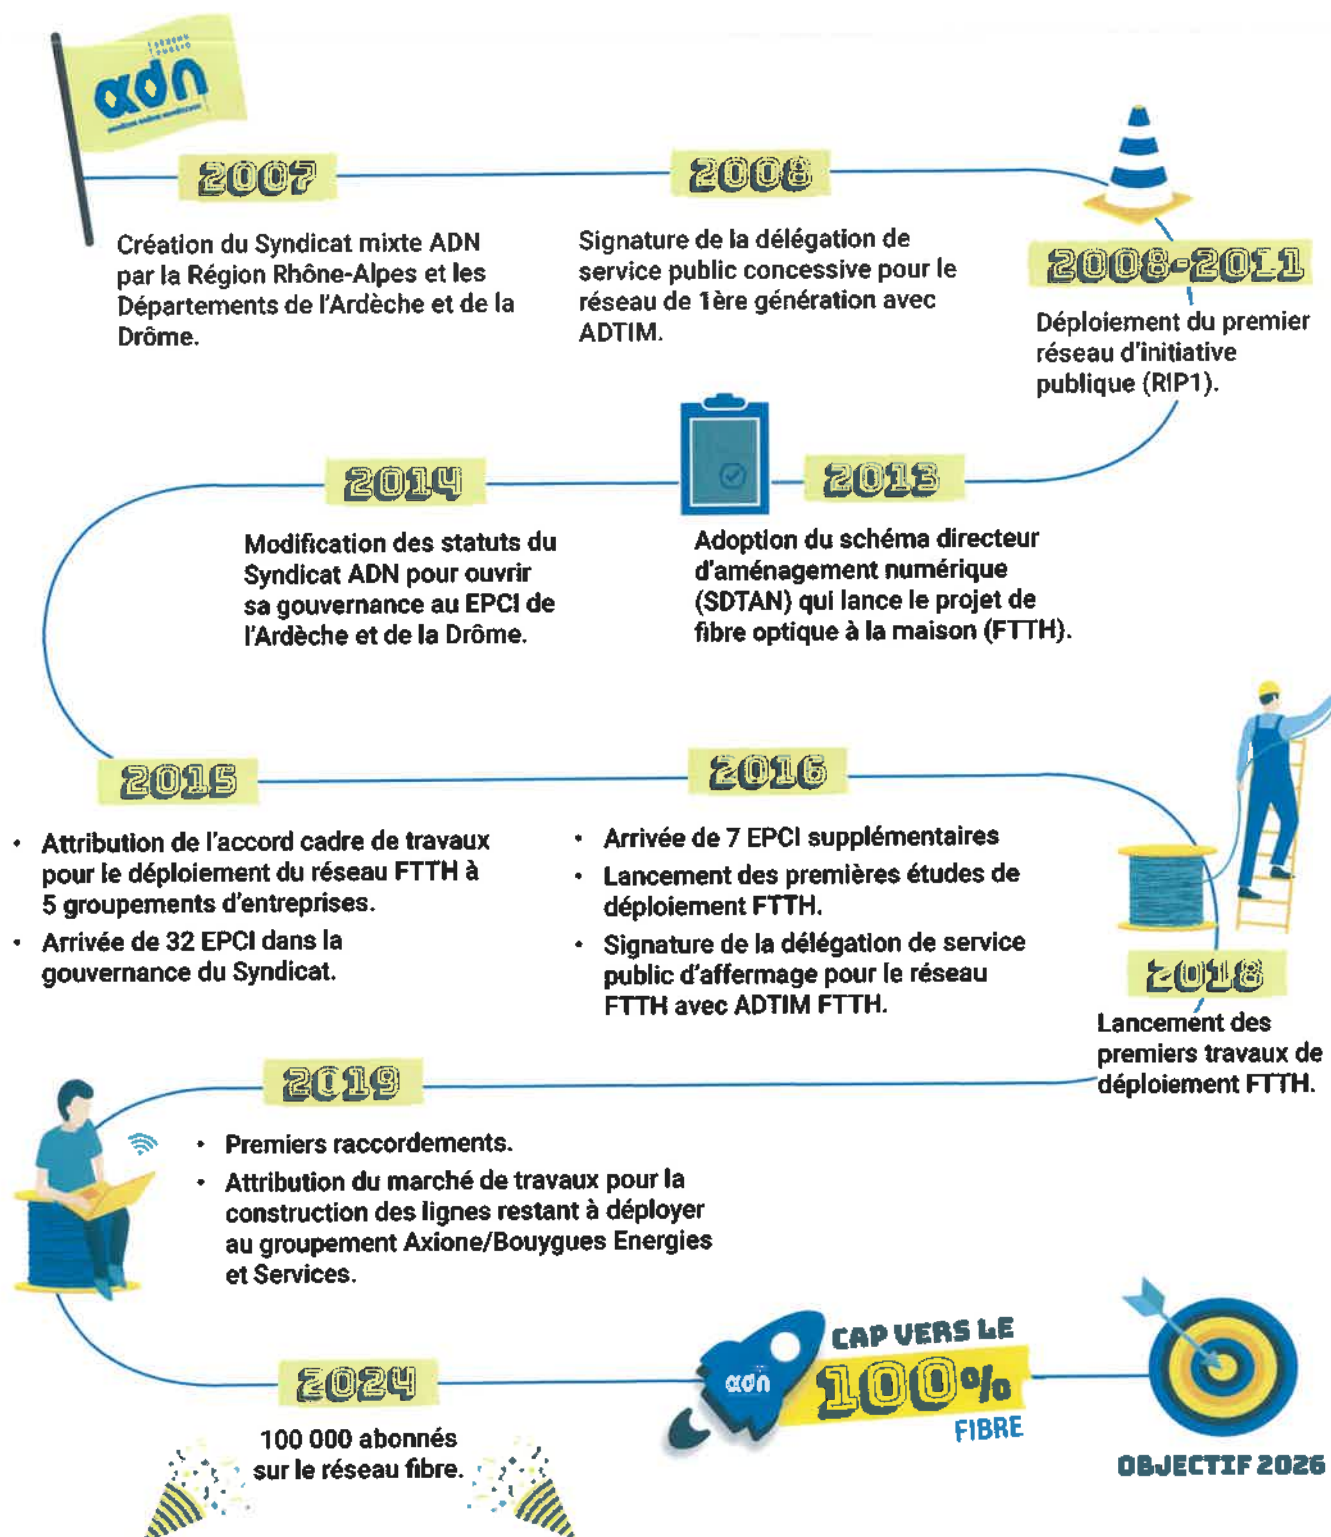 RÉSEAU
PUBLIC
adn
2007
Création du Syndicat mixte ADN
par la Région Rhône-Alpes et les
Départements de l'Ardèche et de la
Drôme.
2008
Signature de la délégation de
service public concessive pour le
réseau de 1ère génération avec
ADTIM.
2008-2011
Déploiement du premier
réseau d'initiative
publique (RIP1).
2013
Adoption du schéma directeur
d'aménagement numérique
(SDTAN) qui lance le projet de
fibre optique à la maison (FTTH).
2014
Modification des statuts du
Syndicat ADN pour ouvrir
sa gouvernance au EPCI de
l'Ardèche et de la Drôme.
2015
• Attribution de l'accord cadre de travaux
pour le déploiement du réseau FTTH à
5 groupements d'entreprises.
• Arrivée de 32 EPCI dans la
gouvernance du Syndicat.
2016
• Arrivée de 7 EPCI supplémentaires
• Lancement des premières études de
déploiement FTTH.
• Signature de la délégation de service
public d'affermage pour le réseau
FTTH avec ADTIM FTTH.
2018
Lancement des
premiers travaux de
déploiement FTTH.
2019
• Premiers raccordements.
• Attribution du marché de travaux pour la
construction des lignes restant à déployer
au groupement Axione/Bouygues Energies
et Services.
2024
100 000 abonnés
sur le réseau fibre.
adn
CAP VERS LE
100%
FIBRE
OBJECTIF 2026